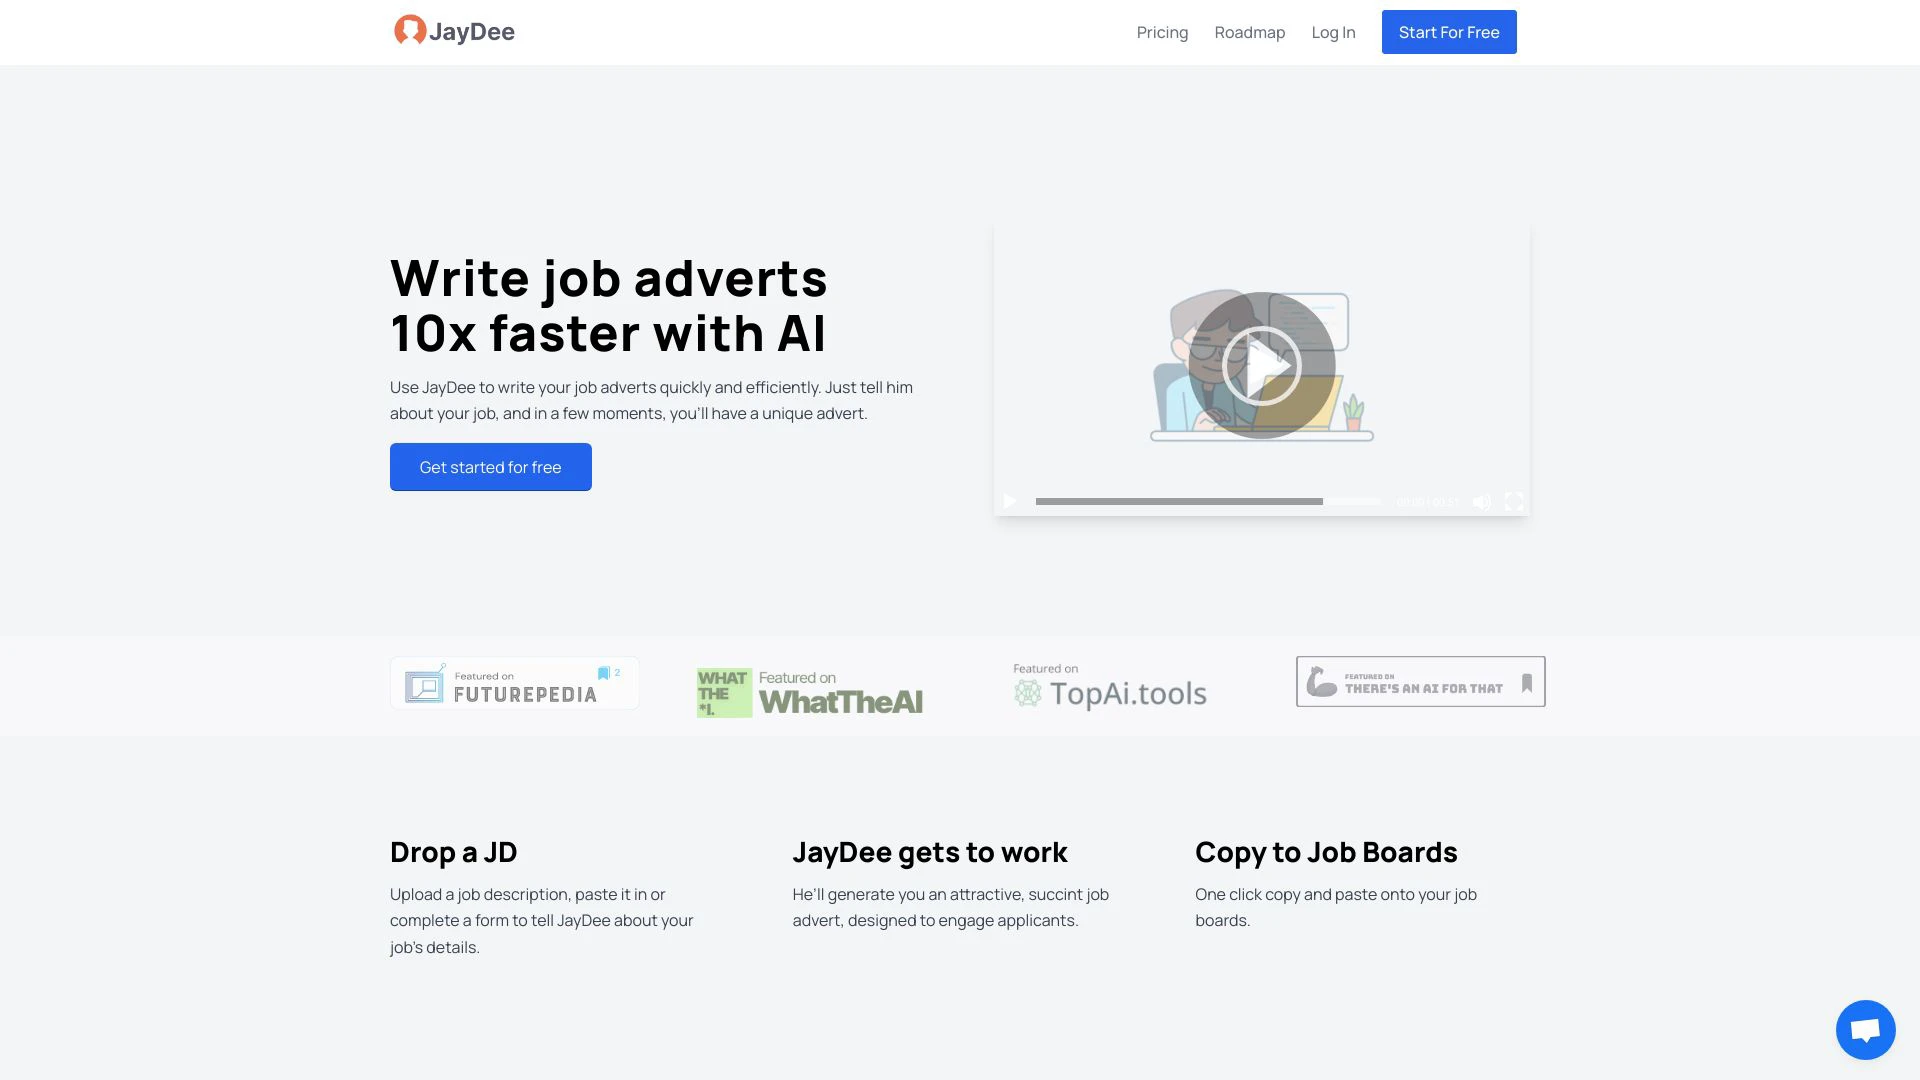 JayDee
Pricing
Roadmap
Log In
Start For Free
Write job adverts
10x faster with AI
Use JayDee to write your job adverts quickly and efficiently. Just tell him
about your job, and in a few moments, you'll have a unique advert.
Get started for free
Featured on
FUTUREPEDIA
2
WHAT
THE
*I.
Featured on
WhatTheAI
Featured on
TopAi.tools
FEATURED ON
THERE'S AN AI FOR THAT
Drop a JD
Upload a job description, paste it in or
complete a form to tell JayDee about your
job's details.
JayDee gets to work
He'll generate you an attractive, succint job
advert, designed to engage applicants.
Copy to Job Boards
One click copy and paste onto your job
boards.